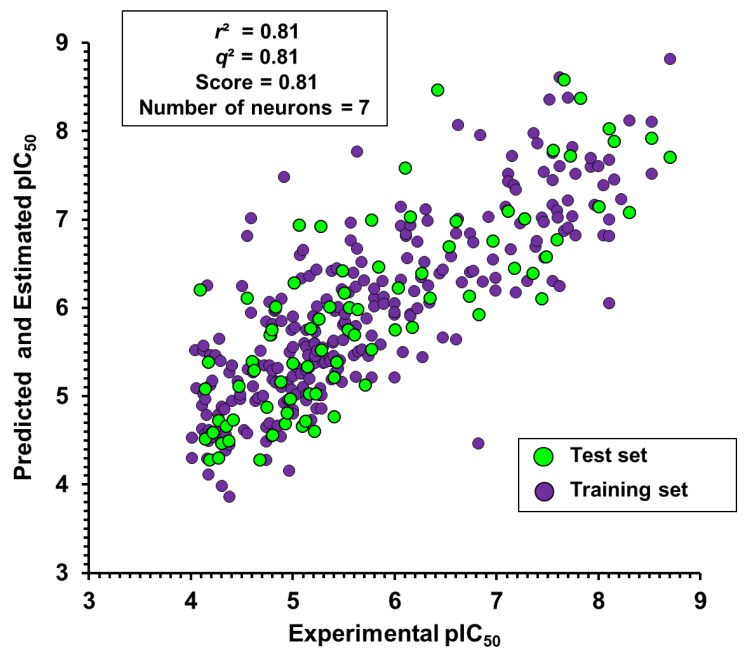 r² = 0.81
q² = 0.81
Score = 0.81
Number of neurons = 7
9
8
7
6
5
4
3
Predicted and Estimated pIC50
Test set
Training set
3 4 5 6 7 8 9
Experimental pIC50